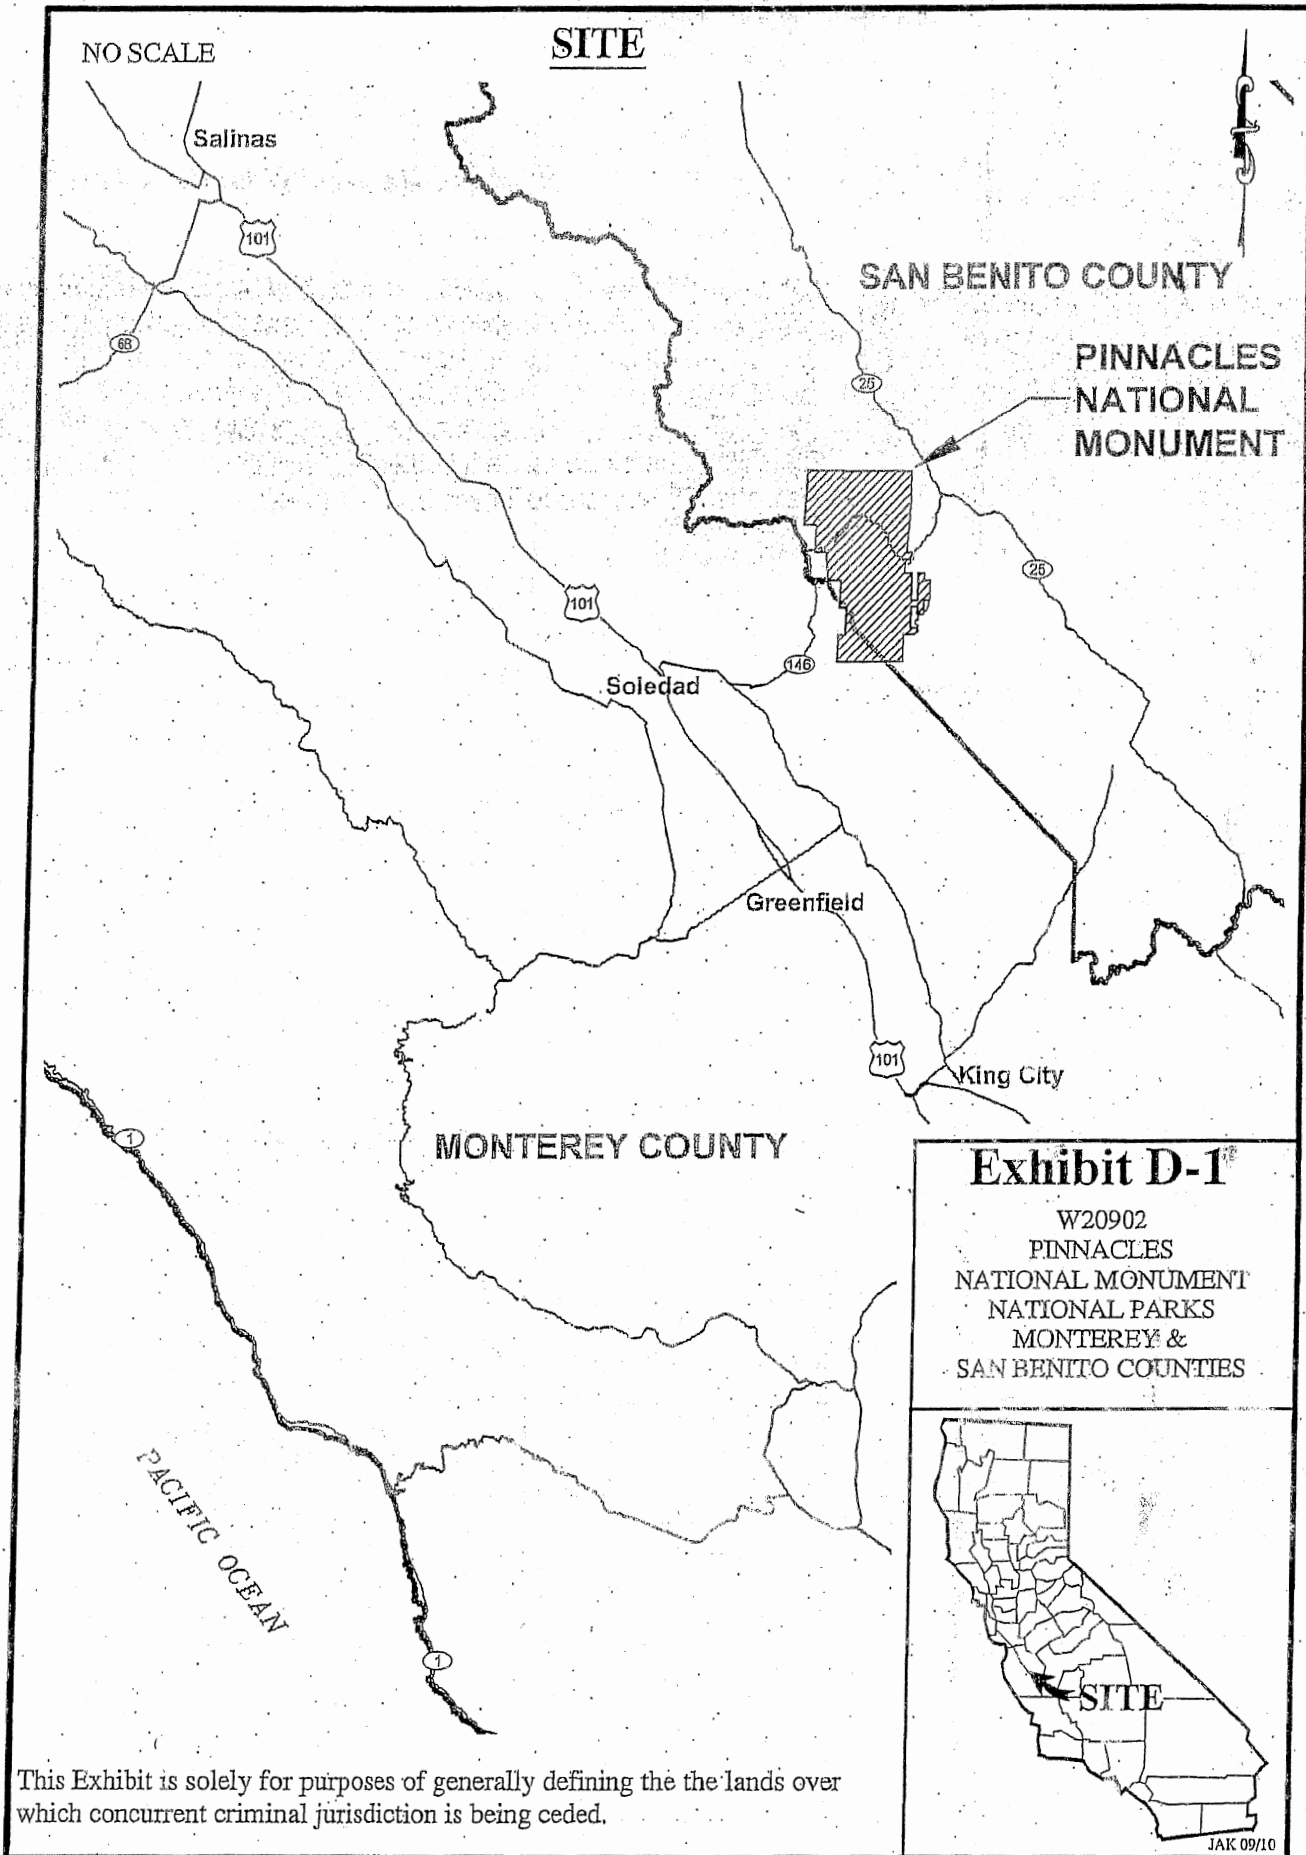 NO SCALE
SITE
Salinas
101
68
SAN BENITO COUNTY
PINNACLES
NATIONAL
MONUMENT
25
25
101
146
Soledad
Greenfield
101
King City
MONTEREY COUNTY
1
PACIFIC OCEAN
1
Exhibit D-1
W20902
PINNACLES
NATIONAL MONUMENT
NATIONAL PARKS
MONTEREY &
SAN BENITO COUNTIES
SITE
This Exhibit is solely for purposes of generally defining the the lands over
which concurrent criminal jurisdiction is being ceded.
JAK 09/10